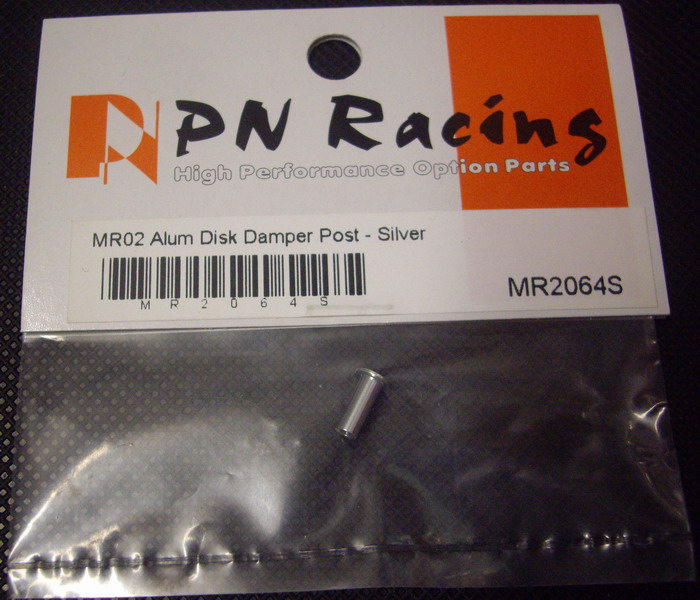 PN Racing
High Performance Option Parts
MR02 Alum Disk Damper Post - Silver
MR2064S
MR2064S